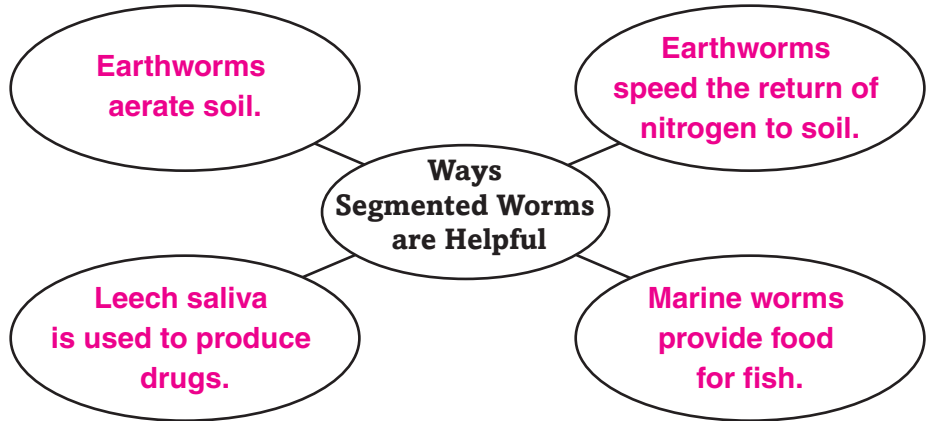 Earthworms
aerate soil.
Earthworms
speed the return of
nitrogen to soil.
Ways
Segmented Worms
are Helpful
Leech saliva
is used to produce
drugs.
Marine worms
provide food
for fish.